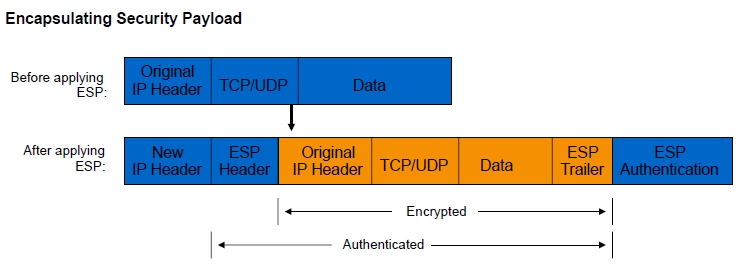 Encapsulating Security Payload
Before applying
ESP:
Original
IP Header
TCP/UDP
Data
After applying
ESP:
New
IP Header
ESP
Header
Original
IP Header
TCP/UDP
Data
ESP
Trailer
ESP
Authentication
Encrypted
Authenticated